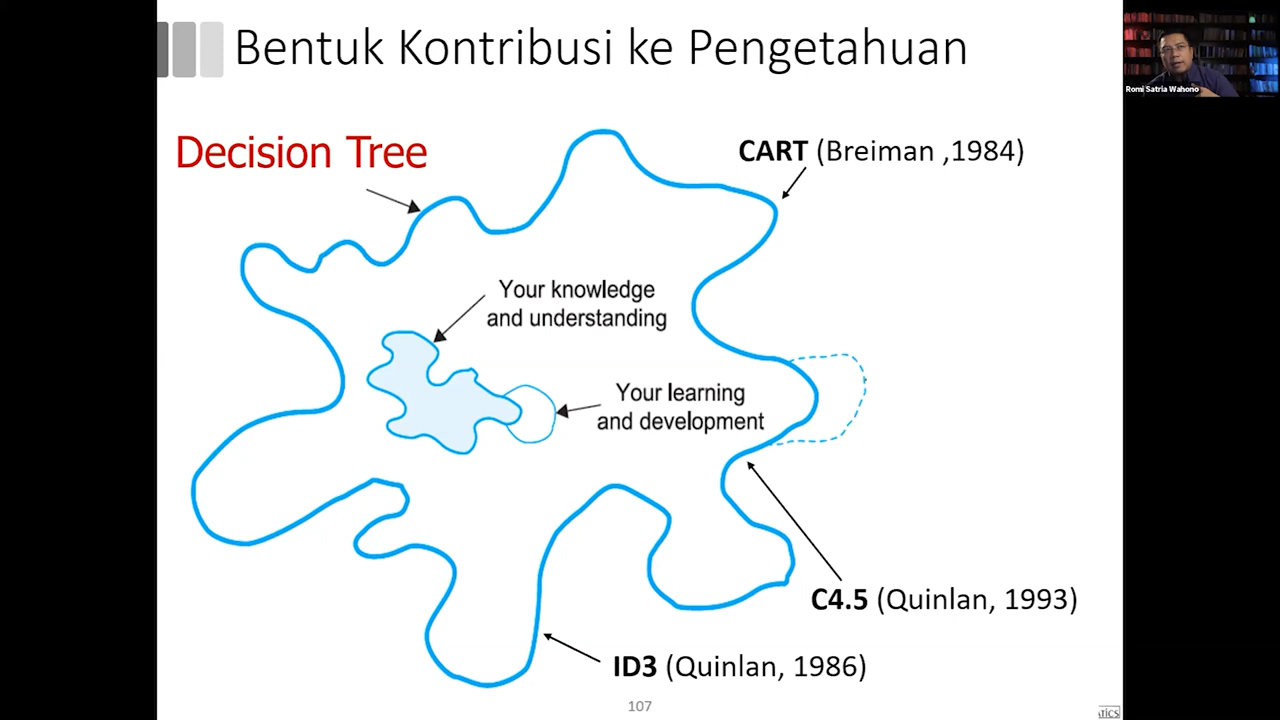 Bentuk Kontribusi ke Pengetahuan
Romi Satria Wahono
Decision Tree
CART (Breiman ,1984)
Your knowledge
and understanding
Your learning
and development
C4.5 (Quinlan, 1993)
ID3 (Quinlan, 1986)
107
ATICS